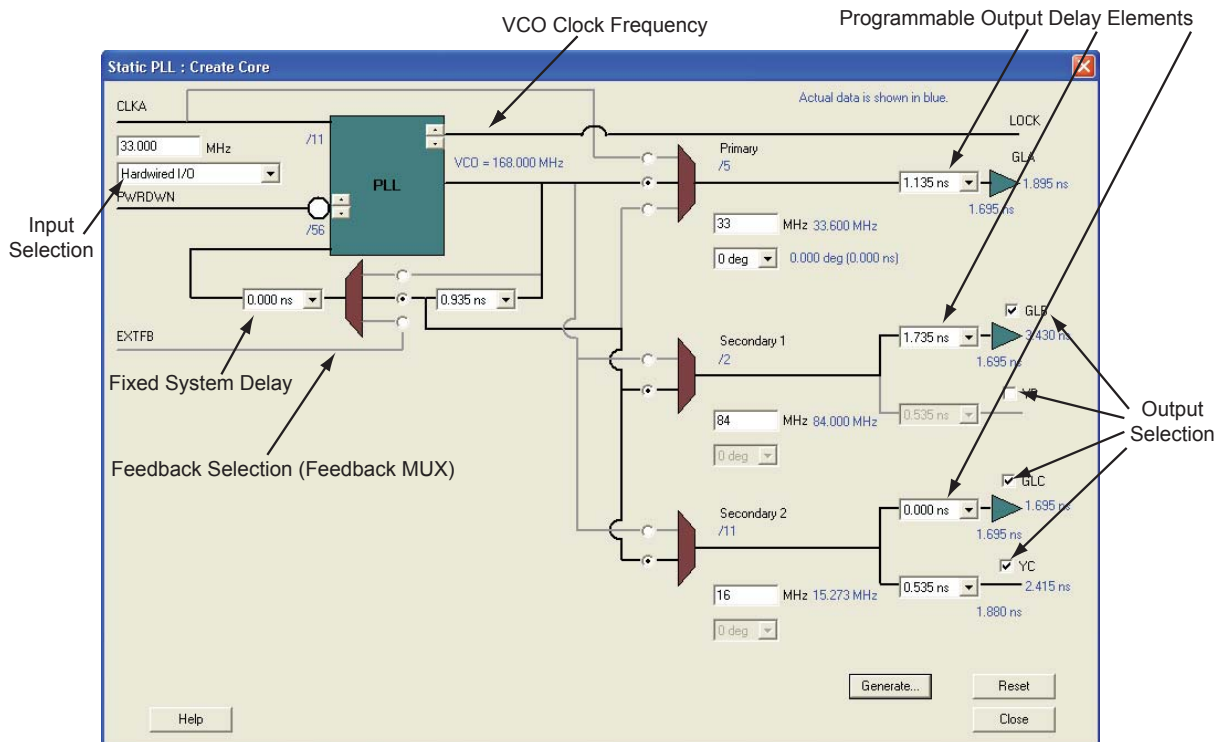 VCO Clock Frequency
Programmable Output Delay Elements
Static PLL : Create Core
Actual data is shown in blue.
CLKA
33.000 MHz
Hardwired I/O
PWRDWN
/11
/56
PLL
VCO = 168.000 MHz
LOCK
Input
Selection
Primary
/5
1.135 ns
GLA
1.895 ns
1.695 ns
33 MHz 33.600 MHz
0 deg 0.000 deg (0.000 ns)
0.000 ns
0.935 ns
EXTFB
Fixed System Delay
Feedback Selection (Feedback MUX)
Secondary 1
/2
1.735 ns
GLB
3.430 ns
1.695 ns
YB
0.535 ns
84 MHz 84.000 MHz
0 deg
Output
Selection
Secondary 2
/11
0.000 ns
GLC
1.695 ns
1.695 ns
YC
0.535 ns
2.415 ns
1.880 ns
16 MHz 15.273 MHz
0 deg
Generate...
Reset
Help
Close